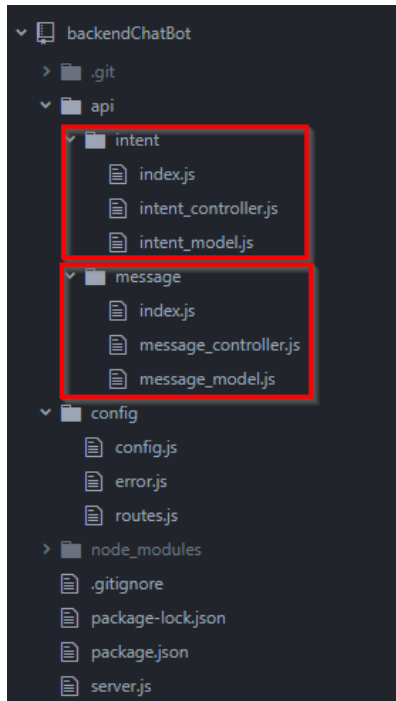 backendChatBot
.git
api
intent
index.js
intent_controller.js
intent_model.js
message
index.js
message_controller.js
message_model.js
config
config.js
error.js
routes.js
node_modules
.gitignore
package-lock.json
package.json
server.js